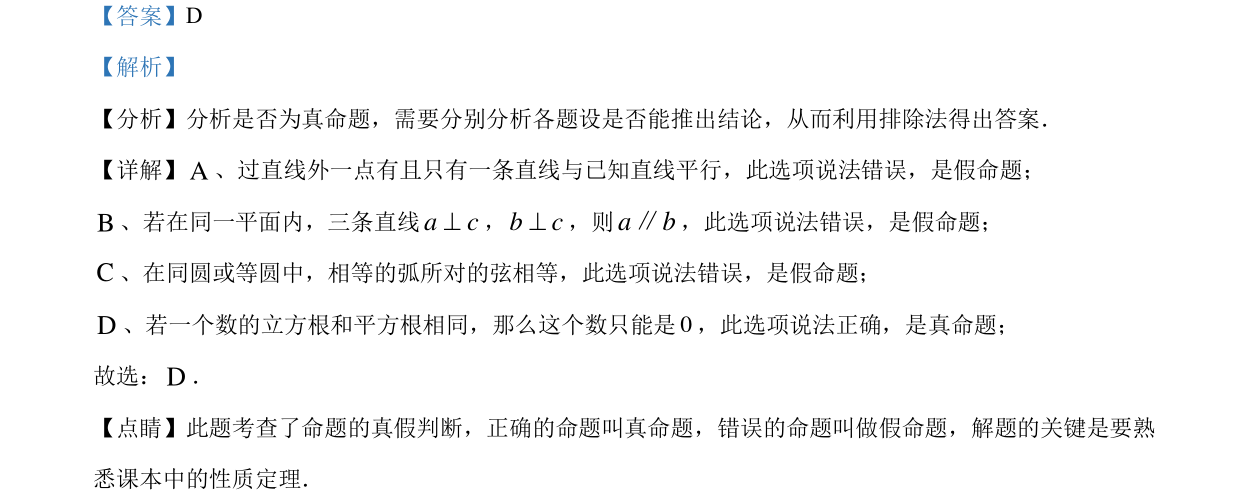 【答案】D
【解析】
【分析】分析是否为真命题，需要分别分析各题设是否能推出结论，从而利用排除法得出答案．
【详解】A、过直线外一点有且只有一条直线与已知直线平行，此选项说法错误，是假命题；
B、若在同一平面内，三条直线a⊥c，b⊥c，则a∥b，此选项说法错误，是假命题；
C、在同圆或等圆中，相等的弧所对的弦相等，此选项说法错误，是假命题；
D、若一个数的立方根和平方根相同，那么这个数只能是0，此选项说法正确，是真命题；
故选：D．
【点睛】此题考查了命题的真假判断，正确的命题叫真命题，错误的命题叫做假命题，解题的关键是要熟
悉课本中的性质定理．